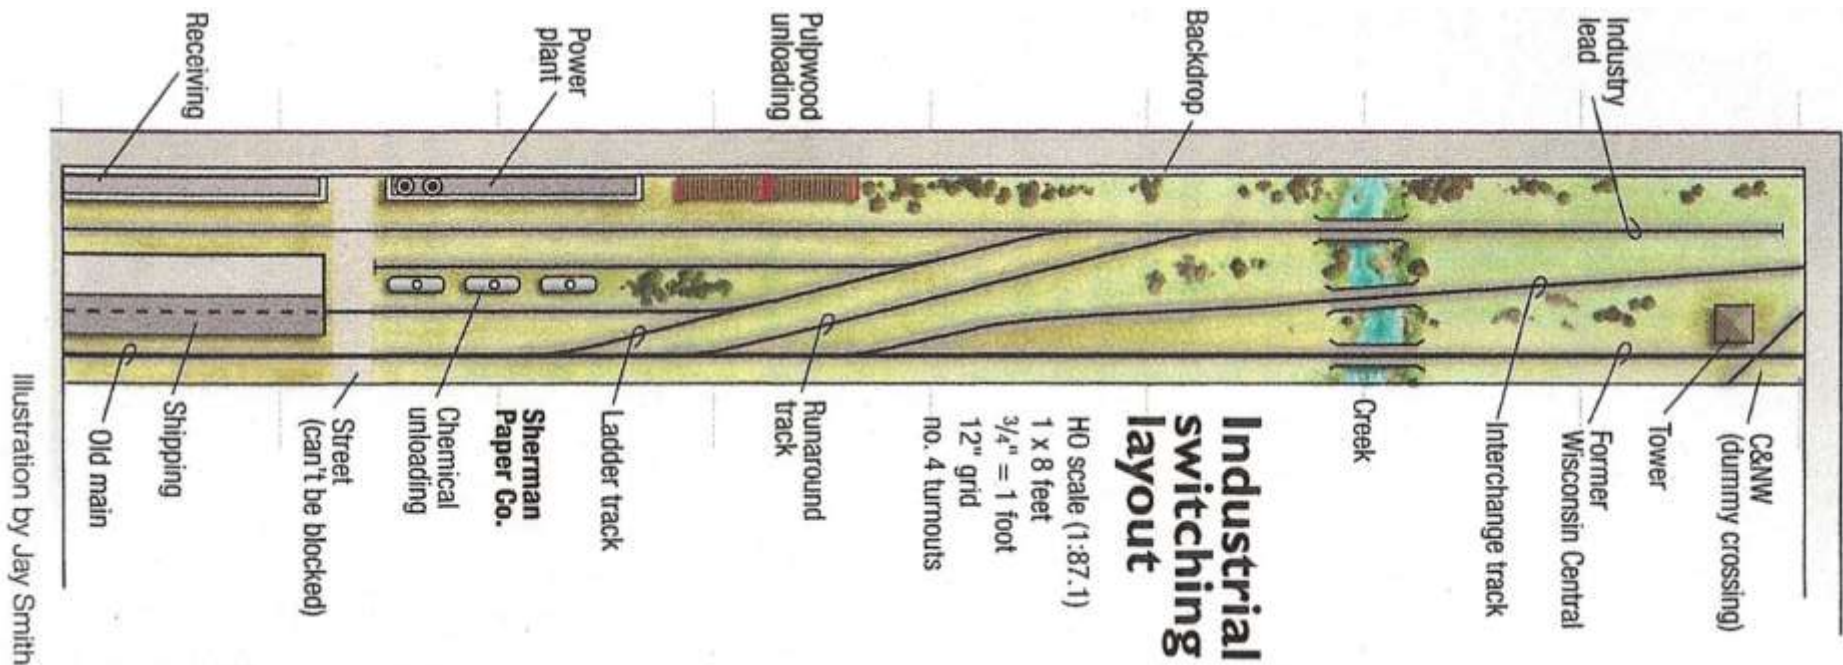 Receiving
Power
plant
Pulpwood
unloading
Backdrop
Industry
lead
Old main
Shipping
Street
(can't be blocked)
Chemical
unloading
Sherman
Paper Co.
Ladder track
Runaround
track
Industrial
switching
layout
HO scale (1:87.1)
1 x 8 feet
3/4" = 1 foot
12" grid
no. 4 turnouts
Creek
Interchange track
Former
Wisconsin Central
Tower
C&NW
(dummy crossing)
Illustration by Jay Smith